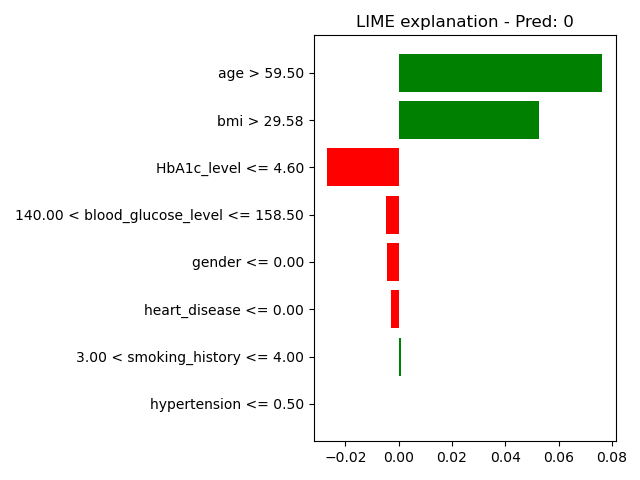 LIME explanation - Pred: 0
age > 59.50
bmi > 29.58
HbA1c_level <= 4.60
140.00 < blood_glucose_level <= 158.50
gender <= 0.00
heart_disease <= 0.00
3.00 < smoking_history <= 4.00
hypertension <= 0.50
−0.02 0.00 0.02 0.04 0.06 0.08